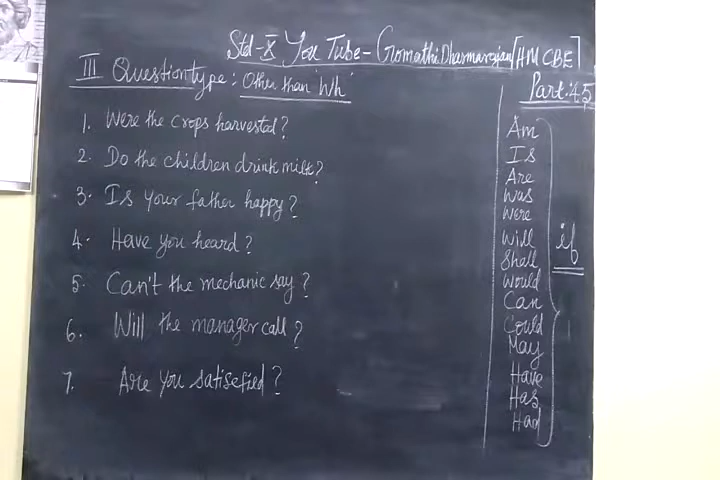 Std-X You Tube - Gomathi Dhasmarajan [HM CBE]
III Question type: Other than 'Wh'
Part: 45
1. Were the crops harvested?
2. Do the children drink milk?
3. Is your father happy?
4. Have you heard?
5. Can't the mechanic say?
6. Will the manager call?
7. Are you satisefied?
Am
Is
Are
Was
Were
Will
Shall
Would
Can
Could
May
Have
Has
Had
if